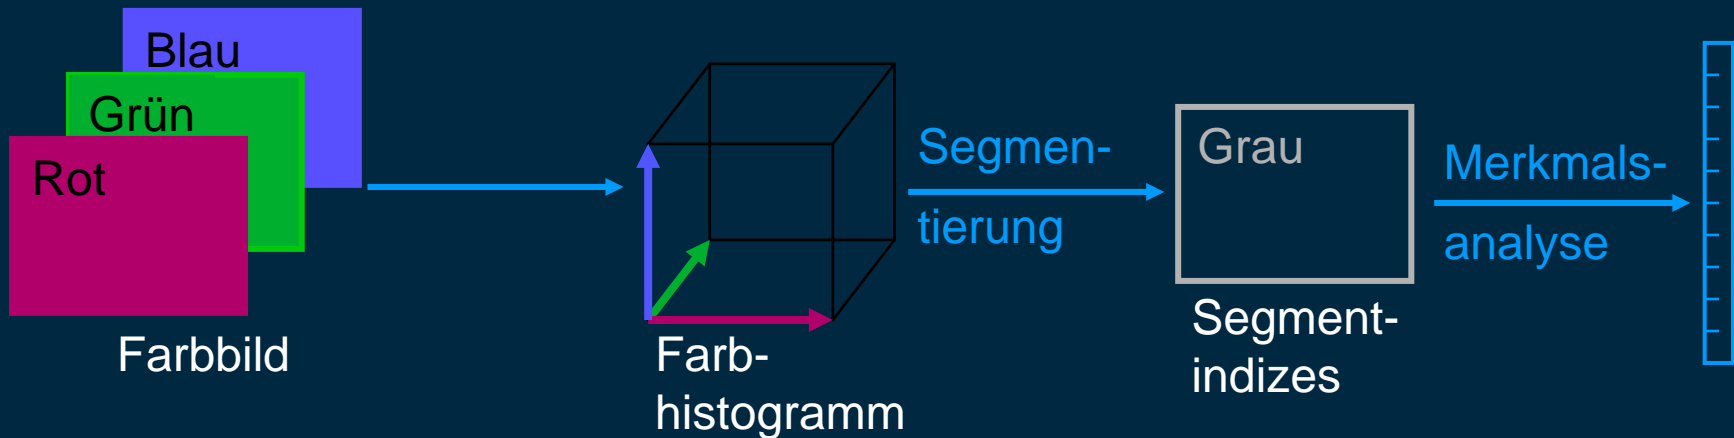 Blau
Grün
Rot
Farbbild
Farb-
histogramm
Segmen-
tierung
Grau
Segment-
indizes
Merkmals-
analyse